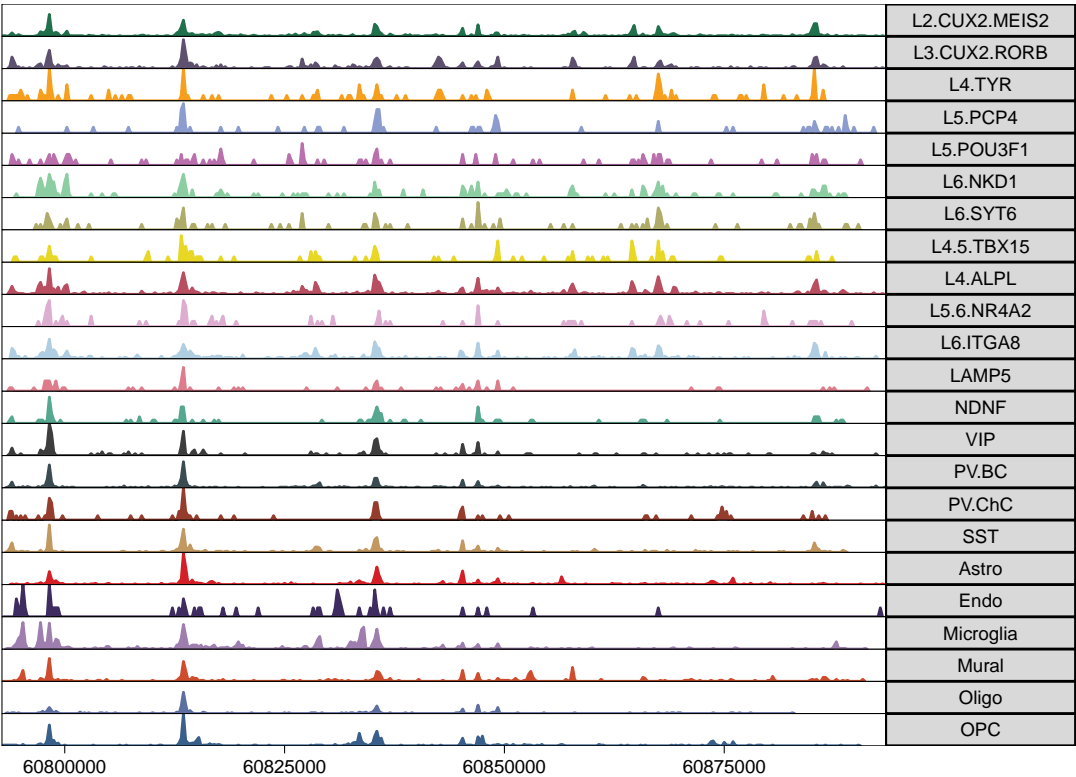 L2.CUX2.MEIS2
L3.CUX2.RORB
L4.TYR
L5.PCP4
L5.POU3F1
L6.NKD1
L6.SYT6
L4.5.TBX15
L4.ALPL
L5.6.NR4A2
L6.ITGA8
LAMP5
NDNF
VIP
PV.BC
PV.ChC
SST
Astro
Endo
Microglia
Mural
Oligo
OPC
60800000 60825000 60850000 60875000